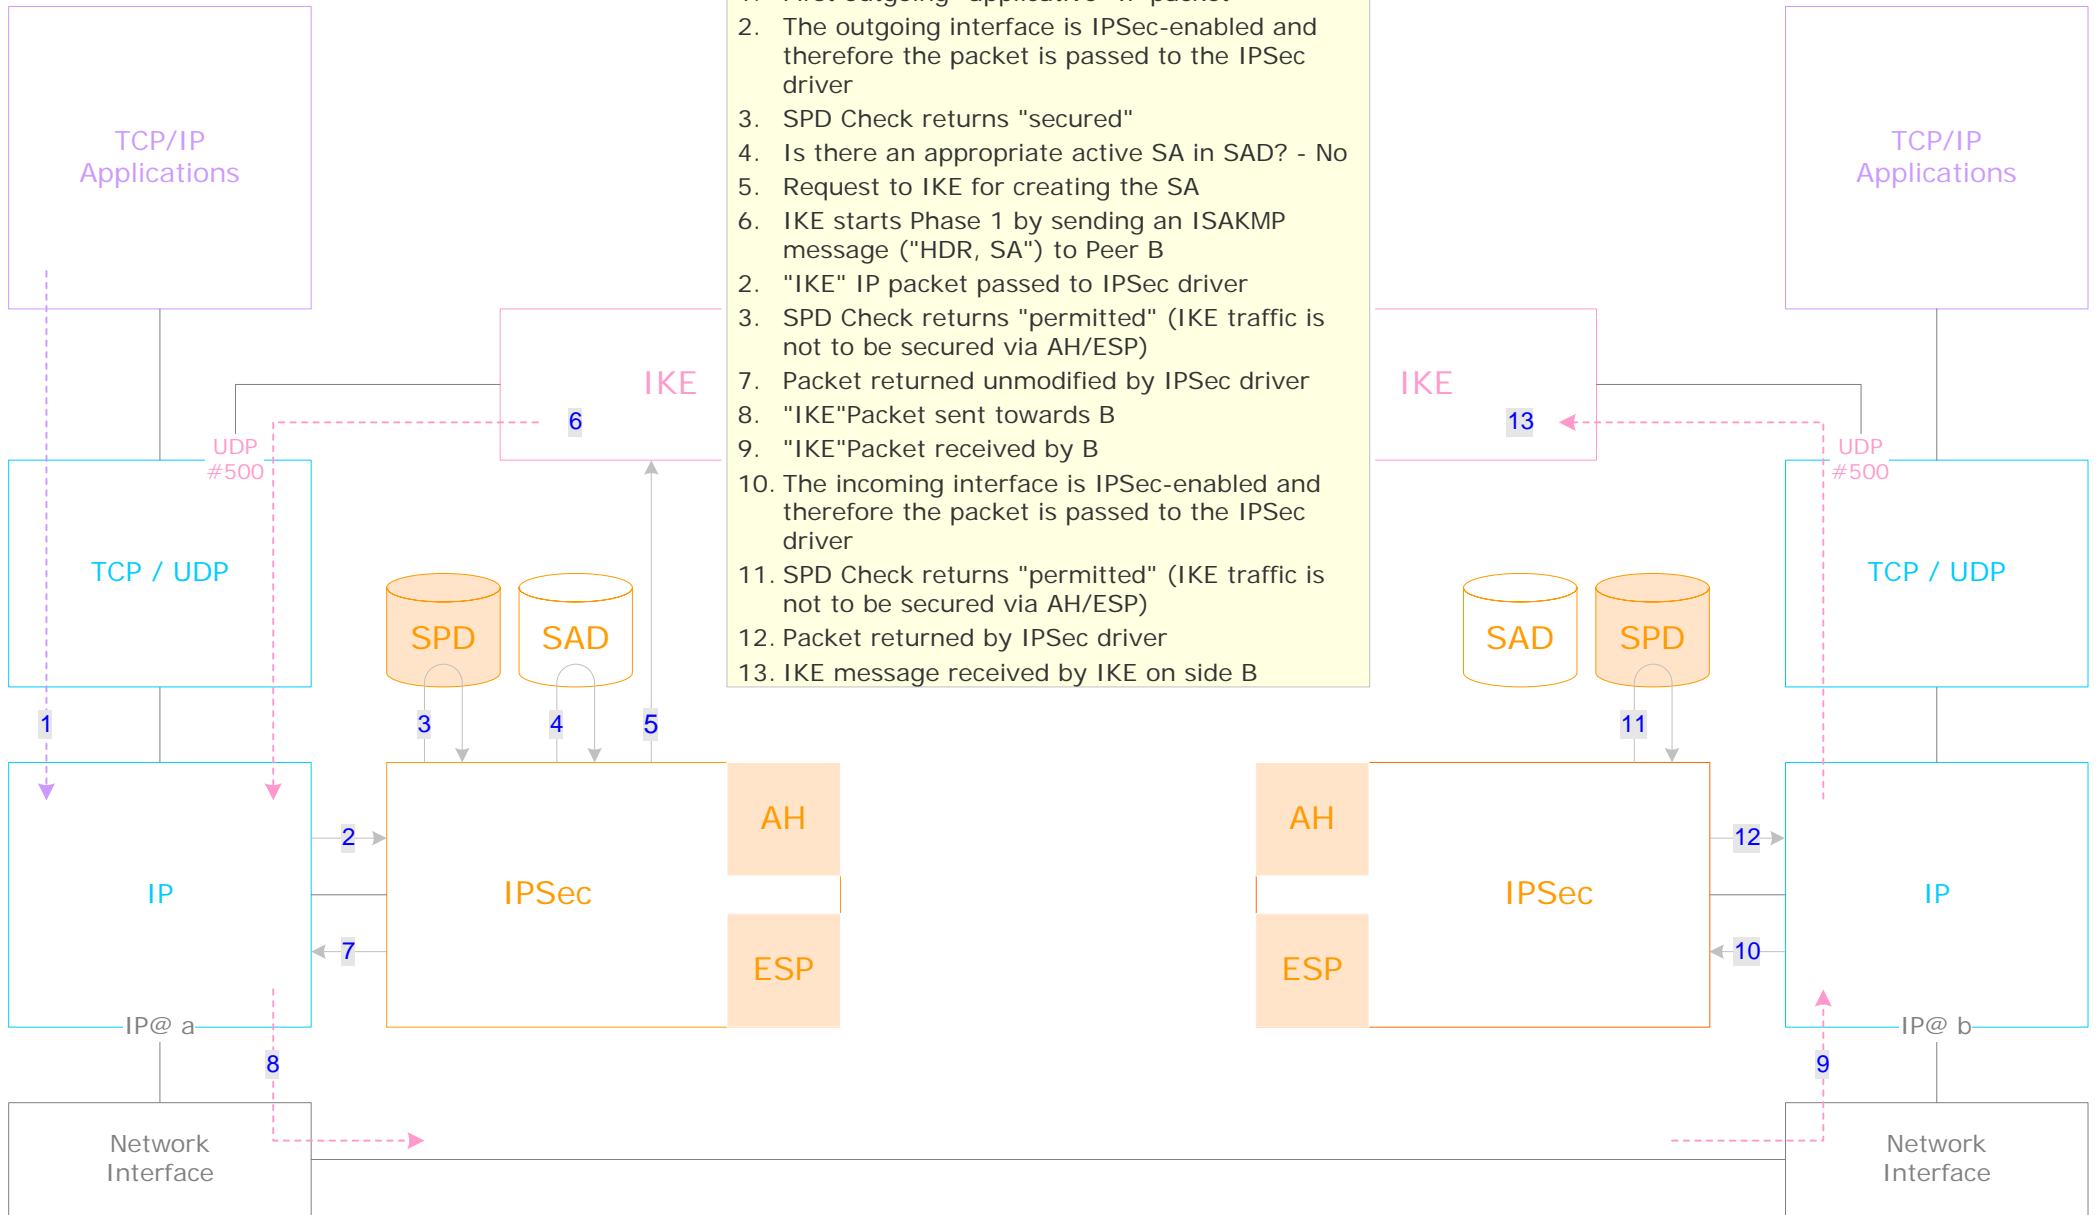 2. The outgoing interface is IPSec-enabled and
therefore the packet is passed to the IPSec
driver
3. SPD Check returns "secured"
4. Is there an appropriate active SA in SAD? - No
5. Request to IKE for creating the SA
6. IKE starts Phase 1 by sending an ISAKMP
message ("HDR, SA") to Peer B
2. "IKE" IP packet passed to IPSec driver
3. SPD Check returns "permitted" (IKE traffic is
not to be secured via AH/ESP)
7. Packet returned unmodified by IPSec driver
8. "IKE"Packet sent towards B
9. "IKE"Packet received by B
10. The incoming interface is IPSec-enabled and
therefore the packet is passed to the IPSec
driver
11. SPD Check returns "permitted" (IKE traffic is
not to be secured via AH/ESP)
12. Packet returned by IPSec driver
13. IKE message received by IKE on side B
TCP/IP
Applications
TCP/IP
Applications
IKE
6
IKE
13
UDP
#500
UDP
#500
TCP / UDP
SPD
SAD
SAD
SPD
TCP / UDP
1
3
4
5
11
IP
2
7
IPSec
AH
ESP
AH
ESP
IPSec
12
10
IP
IP@ a
IP@ b
8
9
Network
Interface
Network
Interface